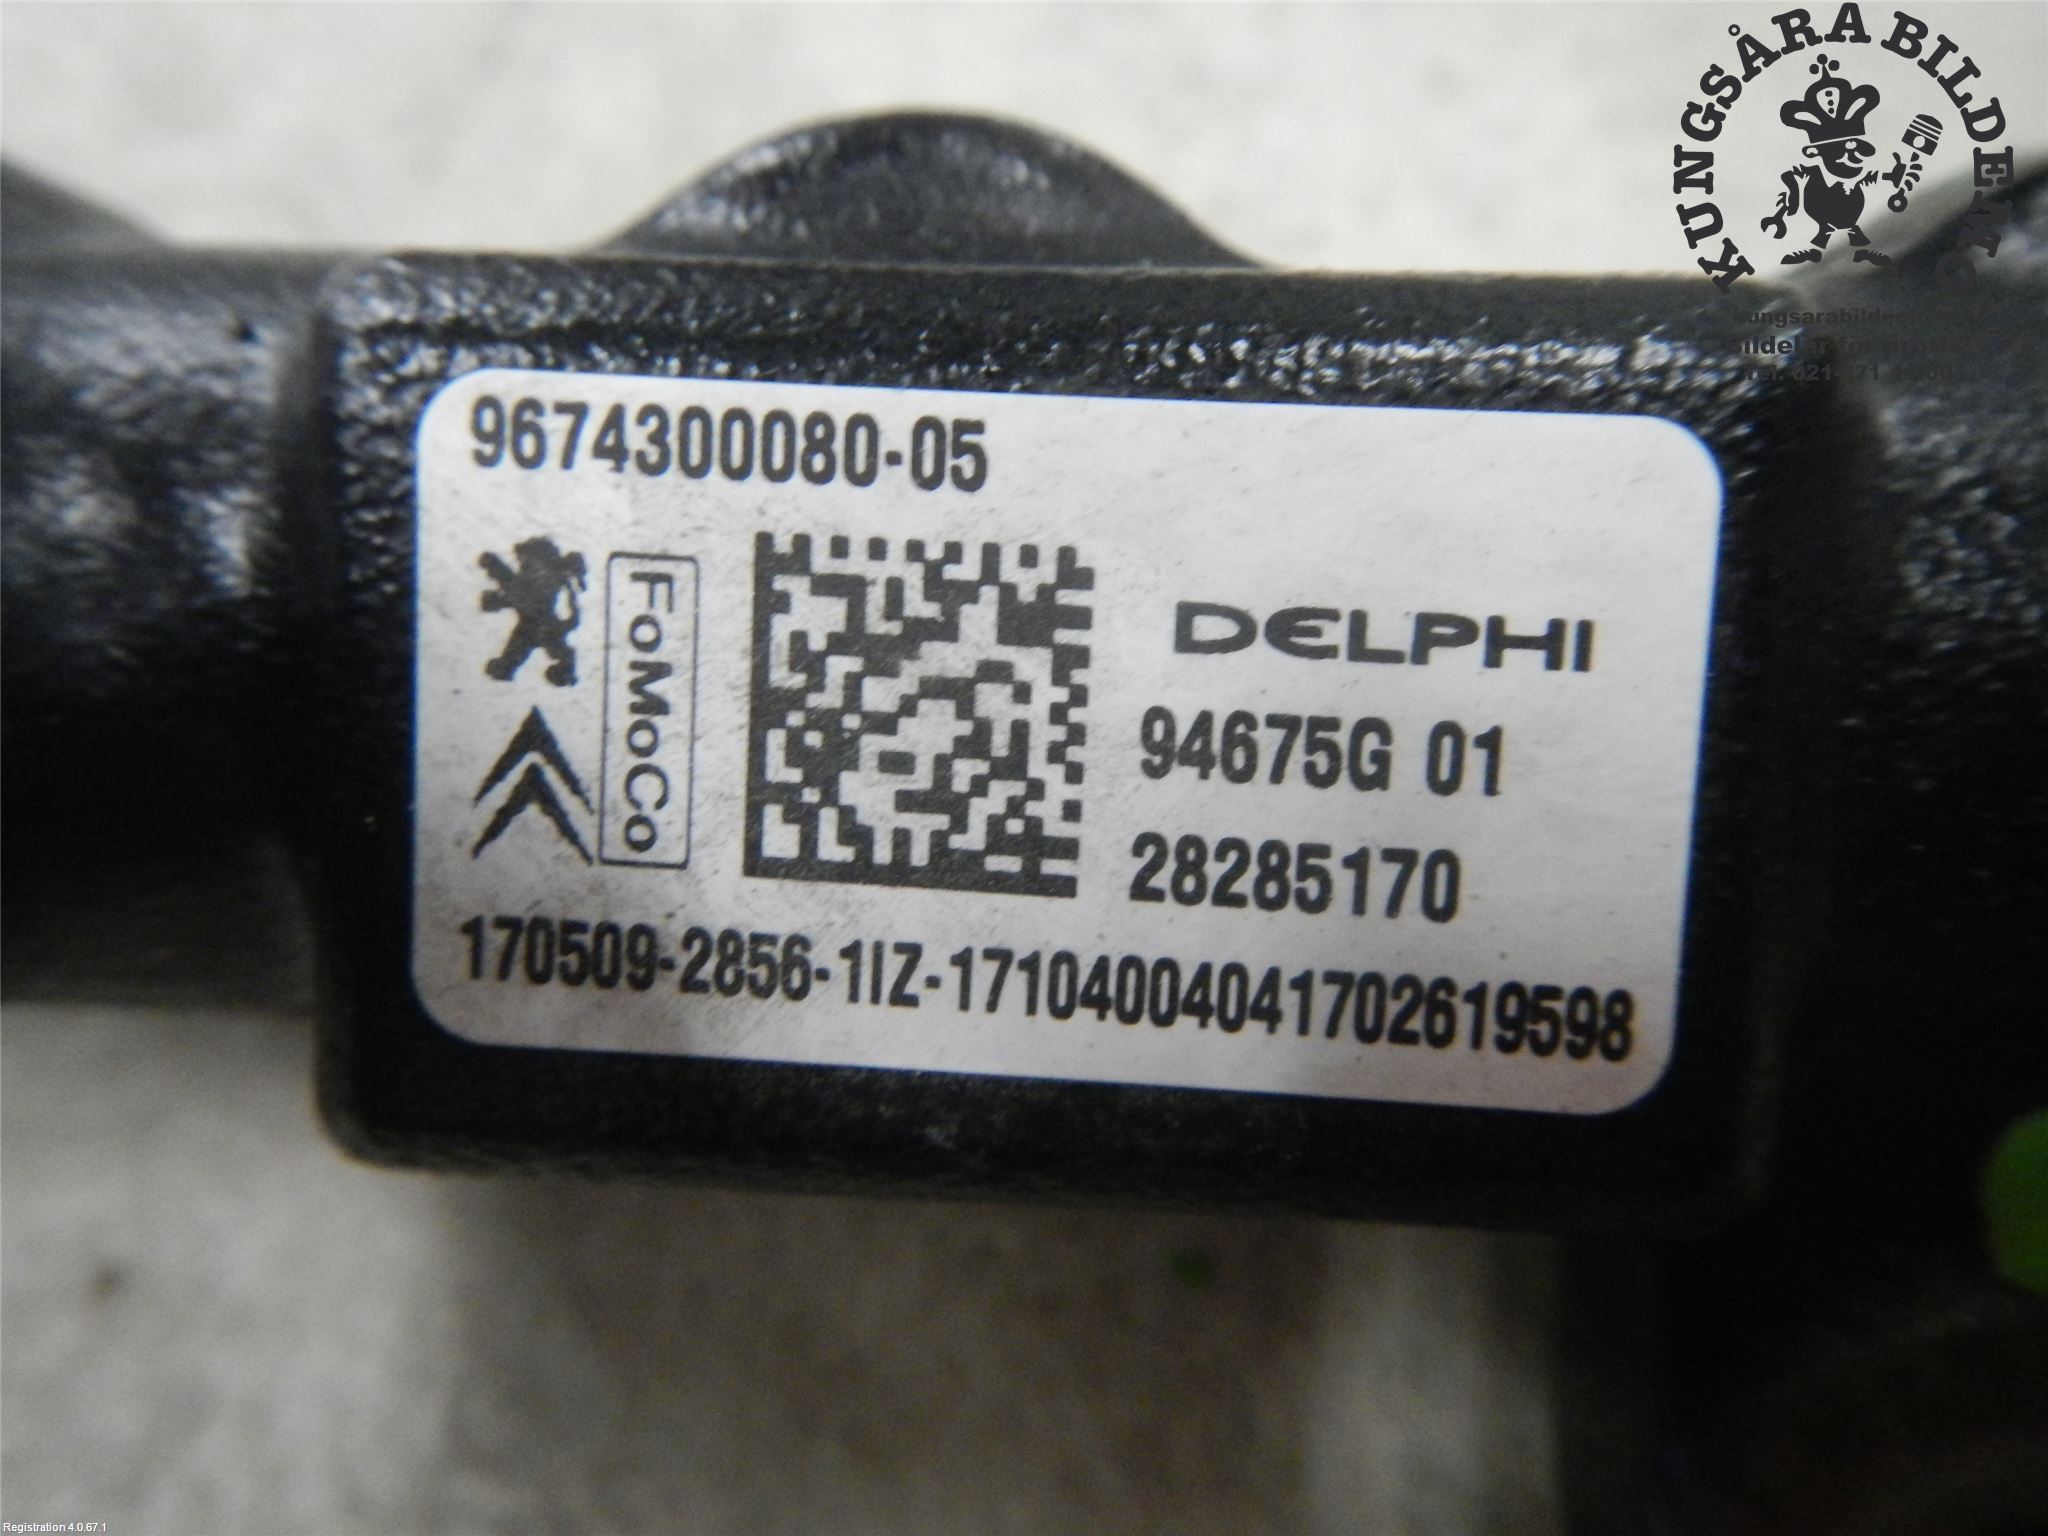 KUNGSÅRA BILDEMO
9674300080-05
FoMoCo
DELPHI
94675G 01
28285170
170509-2856-1IZ-17104004041702619598
Registration 4.0.67.1